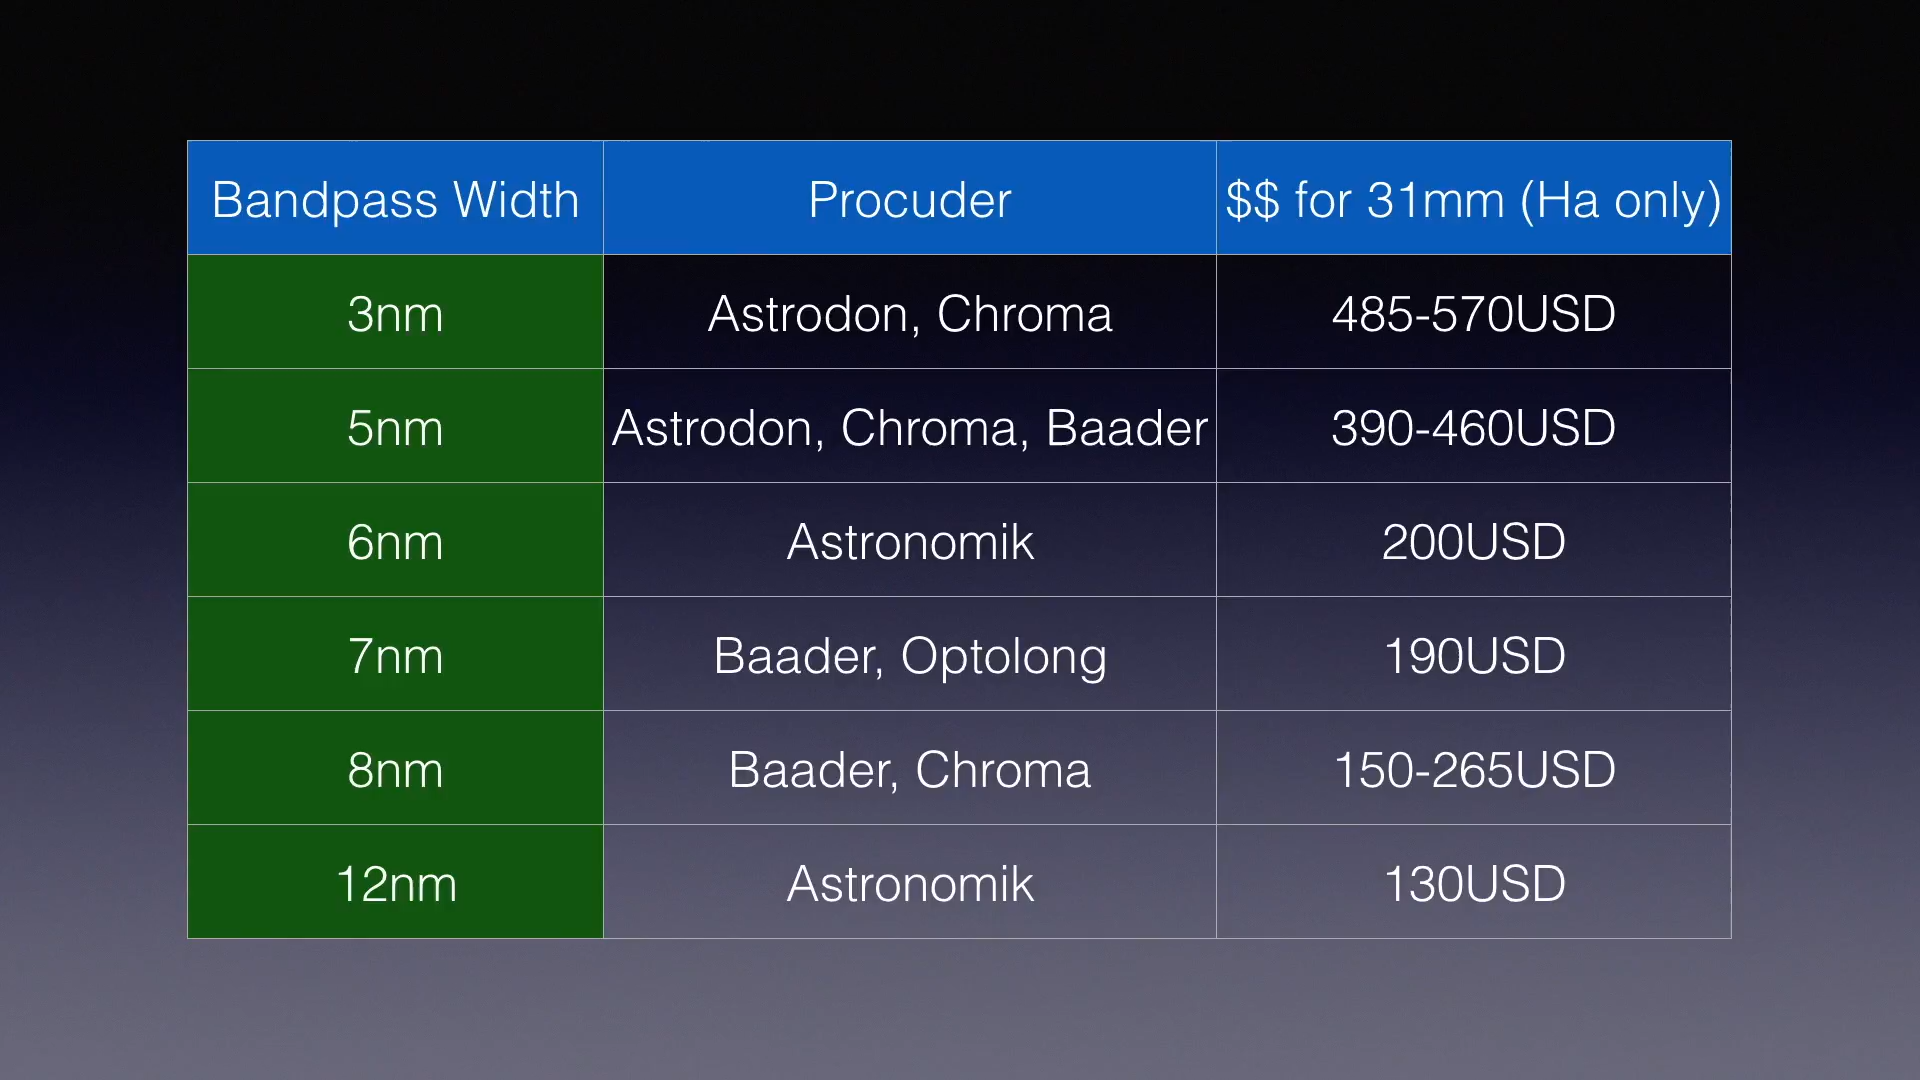 Bandpass Width Procuder $$ for 31mm (Ha only)
3nm Astrodon, Chroma 485-570USD
5nm Astrodon, Chroma, Baader 390-460USD
6nm Astronomik 200USD
7nm Baader, Optolong 190USD
8nm Baader, Chroma 150-265USD
12nm Astronomik 130USD